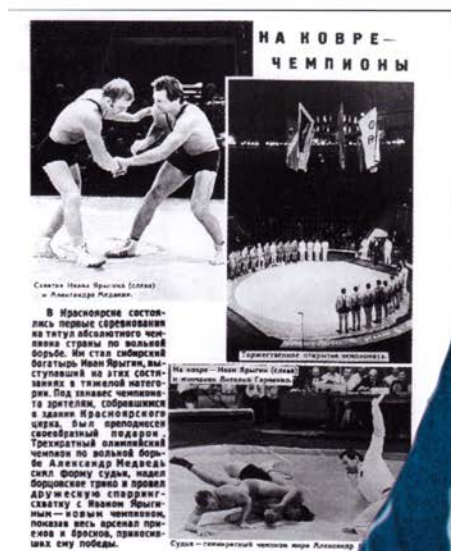 НА КОВРЕ —
ЧЕМПИОНЫ
Схватка Ивана Ярыгина (слева)
и Александра Медведя.
Торжественное открытие чемпионата.
В Красноярске состоя-
лись первые соревнования
на титул абсолютного чем-
пиона страны по вольной
борьбе. Им стал сибирский
богатырь Иван Ярыгин, вы-
ступавший на этих состя-
заниях в тяжелой катего-
рии. Под занавес чемпиона-
та зрителям, собравшимся
в здании Красноярского
цирка, был преподнесен
своеобразный подарок.
Трехкратный олимпийский
чемпион по вольной борь-
бе Александр Медведь
снял форму судьи, надел
борцовское трико и провел
дружескую спарринг-
схватку с Иваном Ярыги-
ным — новым чемпионом,
показав весь арсенал прие-
мов и бросков, приносив-
ших ему победы.
На ковре — Иван Ярыгин (слева)
и минчанин Анатолий
Судья — семикратный чемпион мира Александр